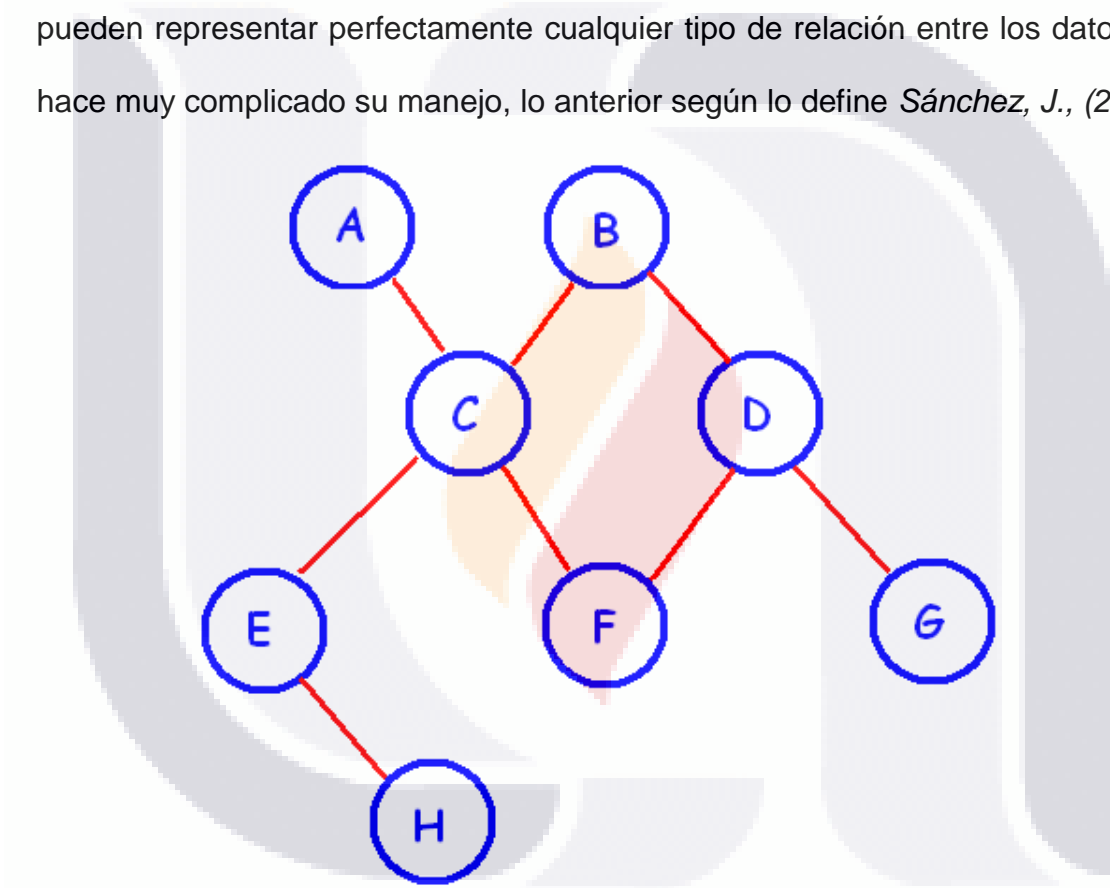 pueden representar perfectamente cualquier tipo de relación entre los dato
hace muy complicado su manejo, lo anterior según lo define Sánchez, J., (2
A
B
C
D
E
F
G
H